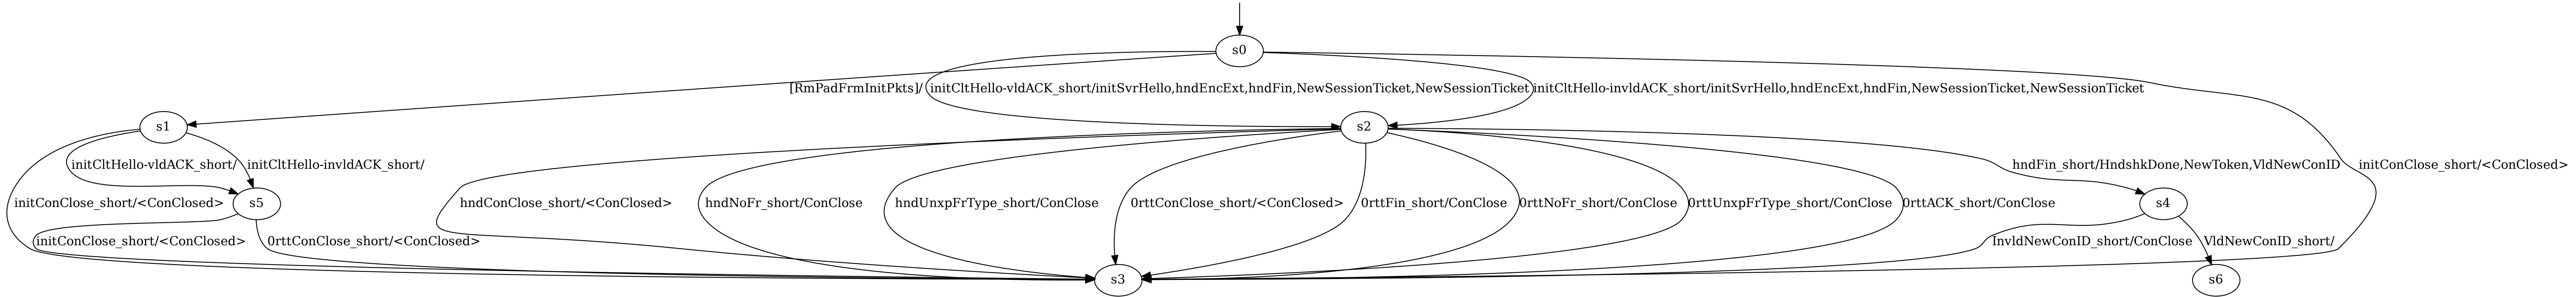 s0
[RmPadFrmInitPkts]/
initCltHello-vldACK_short/initSvrHello,hndEncExt,hndFin,NewSessionTicket,NewSessionTicket
initCltHello-invldACK_short/initSvrHello,hndEncExt,hndFin,NewSessionTicket,NewSessionTicket
s1
s2
initCltHello-vldACK_short/
initCltHello-invldACK_short/
hndFin_short/HndshkDone,NewToken,VldNewConID
initConClose_short/<ConClosed>
initConClose_short/<ConClosed>
s5
hndConClose_short/<ConClosed>
hndNoFr_short/ConClose
hndUnxpFrType_short/ConClose
0rttConClose_short/<ConClosed>
0rttFin_short/ConClose
0rttNoFr_short/ConClose
0rttUnxpFrType_short/ConClose
0rttACK_short/ConClose
s4
initConClose_short/<ConClosed>
0rttConClose_short/<ConClosed>
InvldNewConID_short/ConClose
VldNewConID_short/
s3
s6